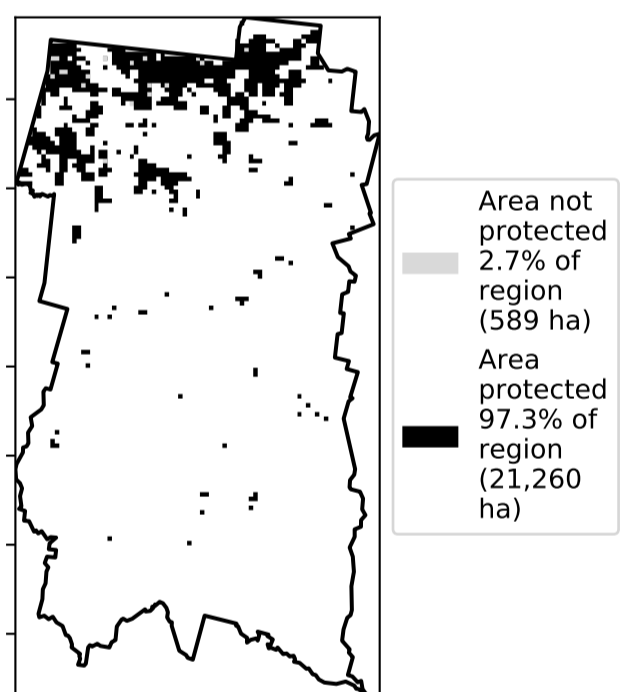 Area not
protected
2.7% of
region
(589 ha)
Area
protected
97.3% of
region
(21,260
ha)